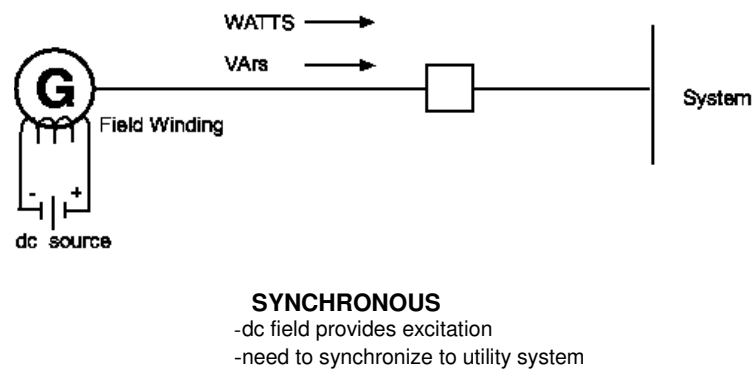 WATTS
VArs
G
System
Field Winding
- +
dc source
SYNCHRONOUS
-dc field provides excitation
-need to synchronize to utility system